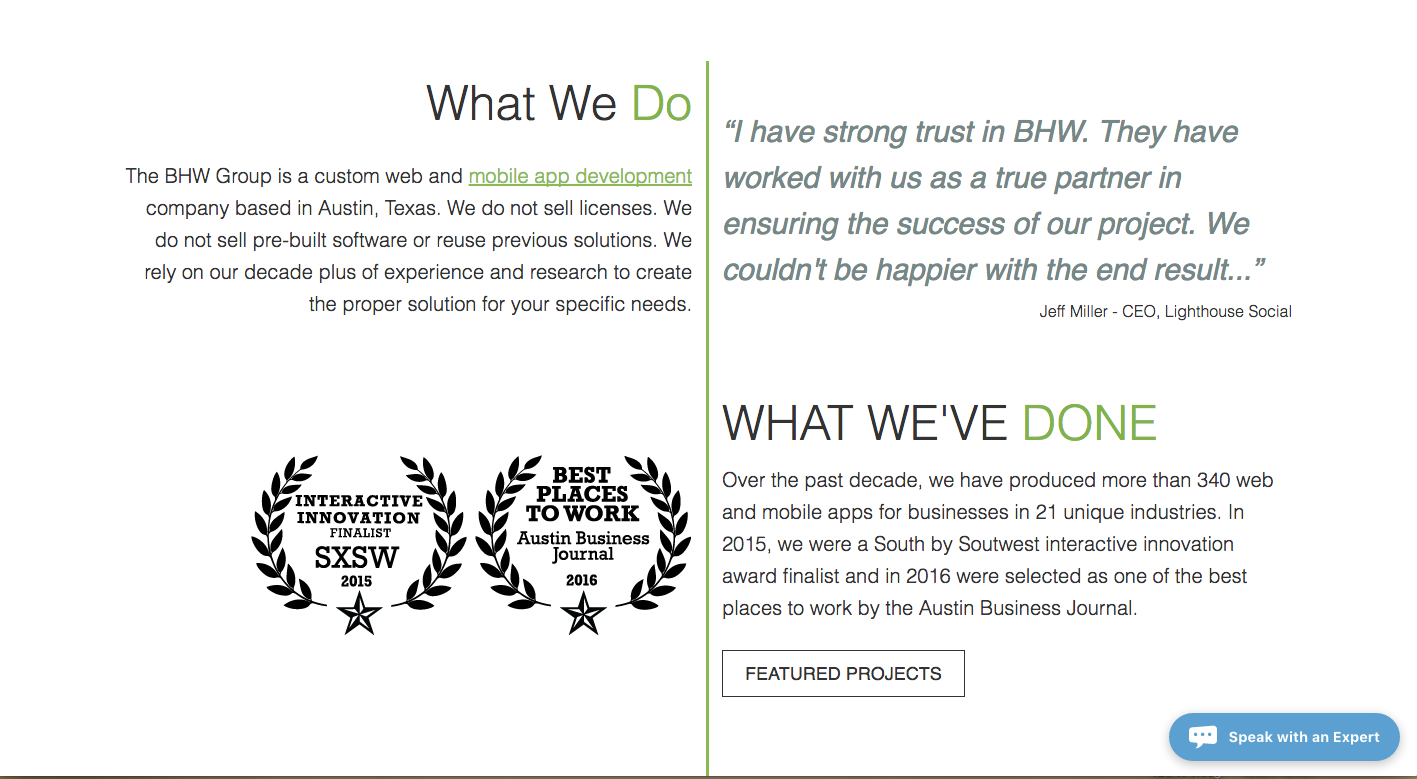 What We Do
The BHW Group is a custom web and mobile app development
company based in Austin, Texas. We do not sell licenses. We
do not sell pre-built software or reuse previous solutions. We
rely on our decade plus of experience and research to create
the proper solution for your specific needs.
“I have strong trust in BHW. They have
worked with us as a true partner in
ensuring the success of our project. We
couldn't be happier with the end result...”
Jeff Miller - CEO, Lighthouse Social
INTERACTIVE
INNOVATION
FINALIST
SXSW
2015
BEST
PLACES
TO WORK
Austin Business
Journal
2016
WHAT WE'VE DONE
Over the past decade, we have produced more than 340 web
and mobile apps for businesses in 21 unique industries. In
2015, we were a South by Soutwest interactive innovation
award finalist and in 2016 were selected as one of the best
places to work by the Austin Business Journal.
FEATURED PROJECTS
Speak with an Expert